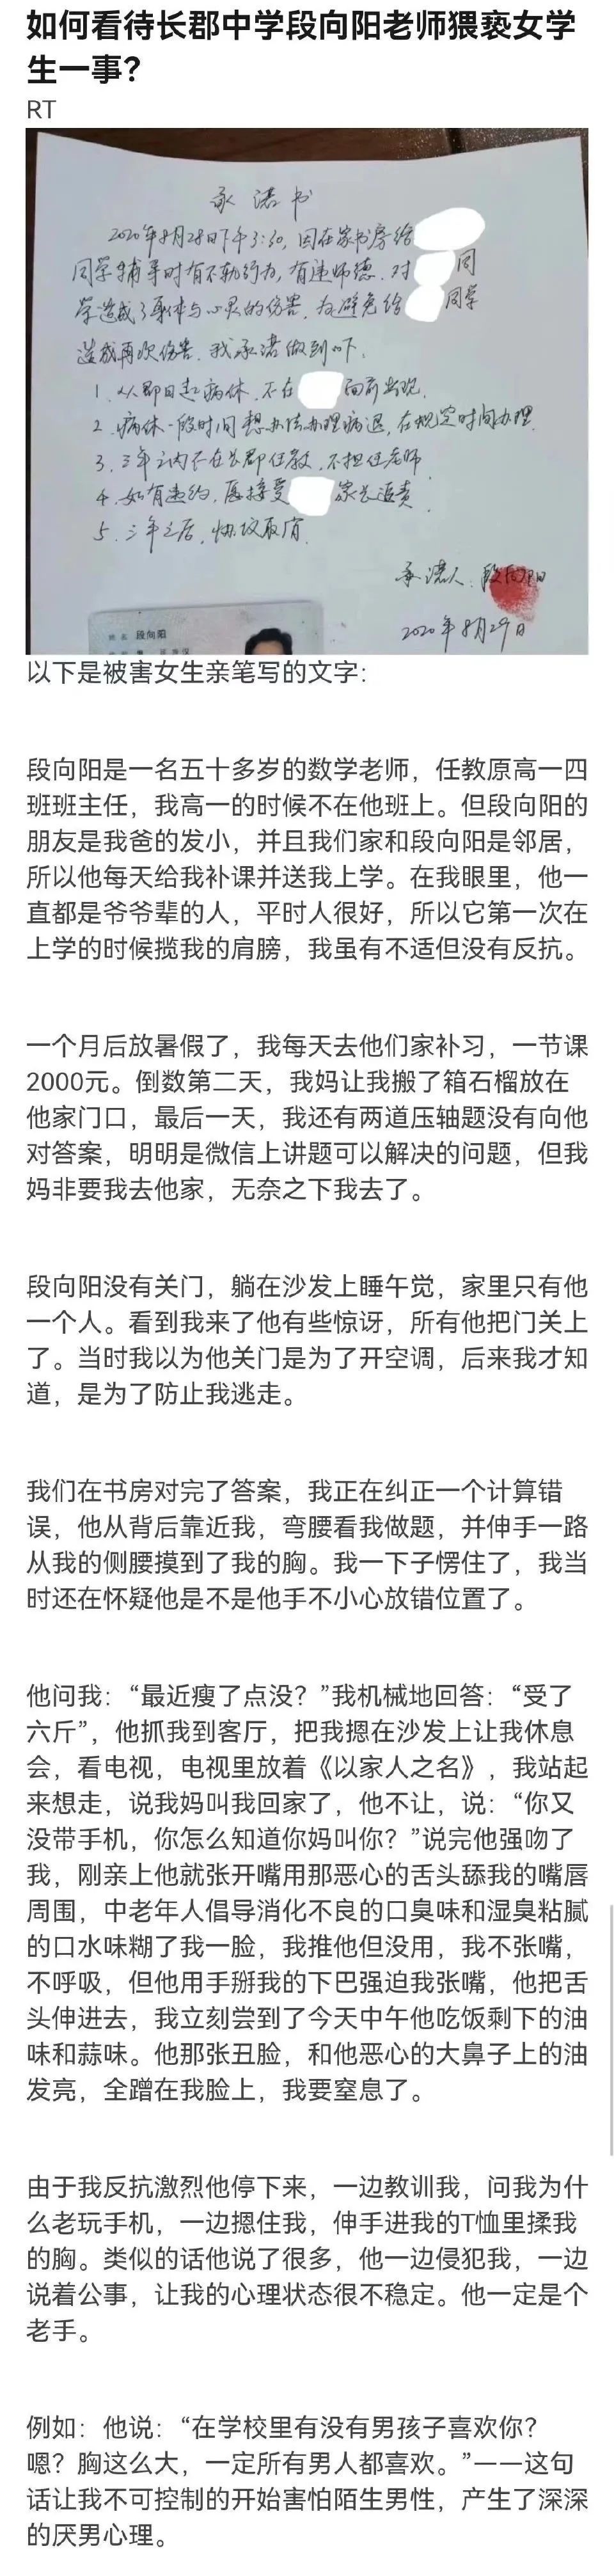 如何看待长郡中学段向阳老师猥亵女学
生一事？
RT
承诺书
2020年8月28日下午3:30，因在家书房给
同学辅导时有不轨行为，有违师德，对 同
学造成了身体与心灵的伤害，为避免给 同学
造成再次伤害，我承诺做到以下：
1、从即日起病休，不在 面前出现。
2、病休一段时间想办法办理病退，在规定时间办理
3、三年之内不在长郡任教，不担任老师
4、如有违约，愿接受 家长追责。
5、三年之后，协议取消
承诺人：段向阳
2020年8月29日
姓名 段向阳
以下是被害女生亲笔写的文字：
段向阳是一名五十多岁的数学老师，任教原高一四
班班主任，我高一的时候不在他班上。但段向阳的
朋友是我爸的发小，并且我们家和段向阳是邻居，
所以他每天给我补课并送我上学。在我眼里，他一
直都是爷爷辈的人，平时人很好，所以它第一次在
上学的时候揽我的肩膀，我虽有不适但没有反抗。
一个月后放暑假了，我每天去他们家补习，一节课
2000元。倒数第二天，我妈让我搬了箱石榴放在
他家门口，最后一天，我还有两道压轴题没有向他
对答案，明明是微信上讲题可以解决的问题，但我
妈非要我去他家，无奈之下我去了。
段向阳没有关门，躺在沙发上睡午觉，家里只有他
一个人。看到我来了他有些惊讶，所有他把门关上
了。当时我以为他关门是为了开空调，后来我才知
道，是为了防止我逃走。
我们在书房对完了答案，我正在纠正一个计算错
误，他从背后靠近我，弯腰看我做题，并伸手一路
从我的侧腰摸到了我的胸。我一下子愣住了，我当
时还在怀疑他是不是他手不小心放错位置了。
他问我：“最近瘦了点没？”我机械地回答：“受了
六斤”，他抓我到客厅，把我摁在沙发上让我休息
会，看电视，电视里放着《以家人之名》，我站起
来想走，说我妈叫我回家了，他不让，说：“你又
没带手机，你怎么知道你妈叫你？”说完他强吻了
我，刚亲上他就张开嘴用那恶心的舌头舔我的嘴唇
周围，中老年人倡导消化不良的口臭味和湿臭粘腻
的口水味糊了我一脸，我推他但没用，我不张嘴，
不呼吸，但他用手掰我的下巴强迫我张嘴，他把舌
头伸进去，我立刻尝到了今天中午他吃饭剩下的油
味和蒜味。他那张丑脸，和他恶心的大鼻子上的油
发亮，全蹭在我脸上，我要窒息了。
由于我反抗激烈他停下来，一边教训我，问我为什
么老玩手机，一边摁住我，伸手进我的T恤里揉我
的胸。类似的话他说了很多，他一边侵犯我，一边
说着公事，让我的心理状态很不稳定。他一定是个
老手。
例如：他说：“在学校里有没有男孩子喜欢你？
嗯？胸这么大，一定所有男人都喜欢。”——这句
话让我不可控制的开始害怕陌生男性，产生了深深
的厌男心理。